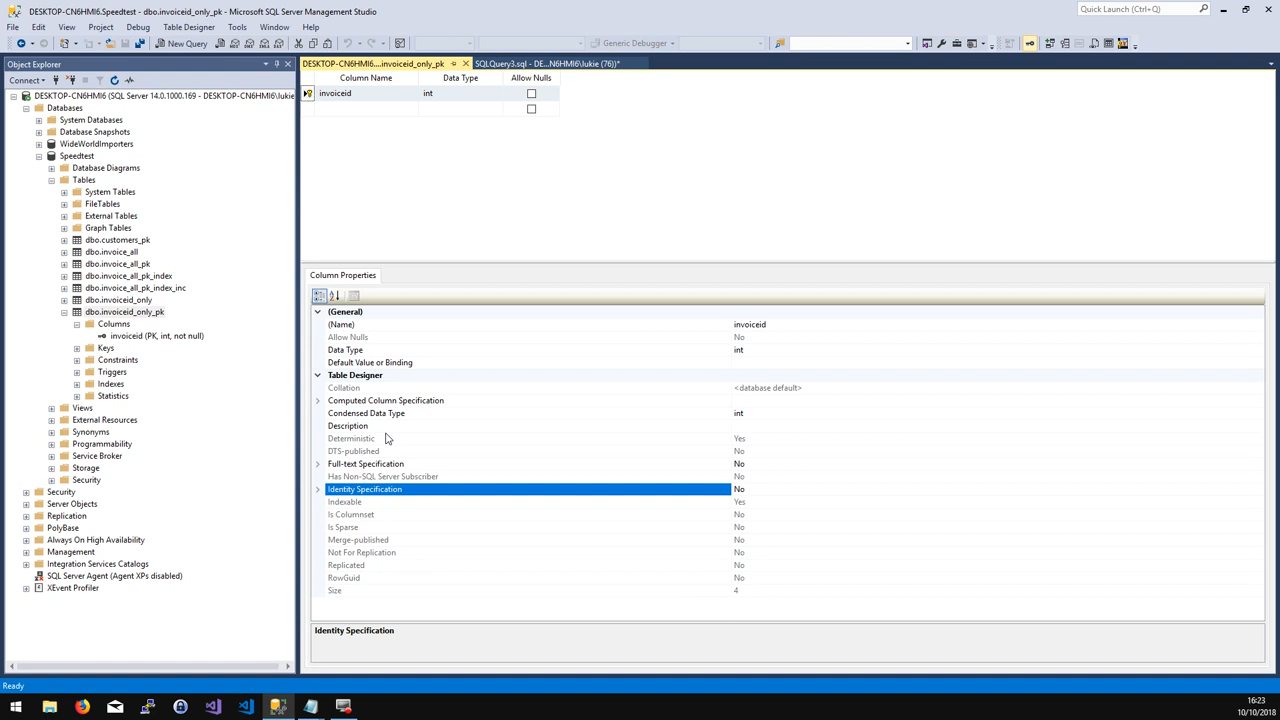 DESKTOP-CN6HMI6.Speedtest - dbo.invoiceid_only_pk - Microsoft SQL Server Management Studio
Quick Launch (Ctrl+Q)
File Edit View Project Debug Table Designer Tools Window Help
New Query
Generic Debugger
Object Explorer
DESKTOP-CN6HMI6....invoiceid_only_pk
SQLQuery3.sql - DE...N6HMI6\lukie (76))*
Connect
Column Name Data Type Allow Nulls
invoiceid int
DESKTOP-CN6HMI6 (SQL Server 14.0.1000.169 - DESKTOP-CN6HMI6\lukie
Databases
System Databases
Database Snapshots
WideWorldImporters
Speedtest
Database Diagrams
Tables
System Tables
FileTables
External Tables
Graph Tables
dbo.customers_pk
dbo.invoice_all
dbo.invoice_all_pk
dbo.invoice_all_pk_index
dbo.invoice_all_pk_index_inc
dbo.invoiceid_only
dbo.invoiceid_only_pk
Columns
invoiceid (PK, int, not null)
Keys
Constraints
Triggers
Indexes
Statistics
Views
External Resources
Synonyms
Programmability
Service Broker
Storage
Security
Security
Server Objects
Replication
PolyBase
Always On High Availability
Management
Integration Services Catalogs
SQL Server Agent (Agent XPs disabled)
XEvent Profiler
Column Properties
(General)
(Name) invoiceid
Allow Nulls No
Data Type int
Default Value or Binding
Table Designer
Collation <database default>
Computed Column Specification
Condensed Data Type int
Description
Deterministic Yes
DTS-published No
Full-text Specification No
Has Non-SQL Server Subscriber No
Identity Specification No
Indexable Yes
Is Columnset No
Is Sparse No
Merge-published No
Not For Replication No
Replicated No
RowGuid No
Size 4
Identity Specification
Ready
16:23
10/10/2018